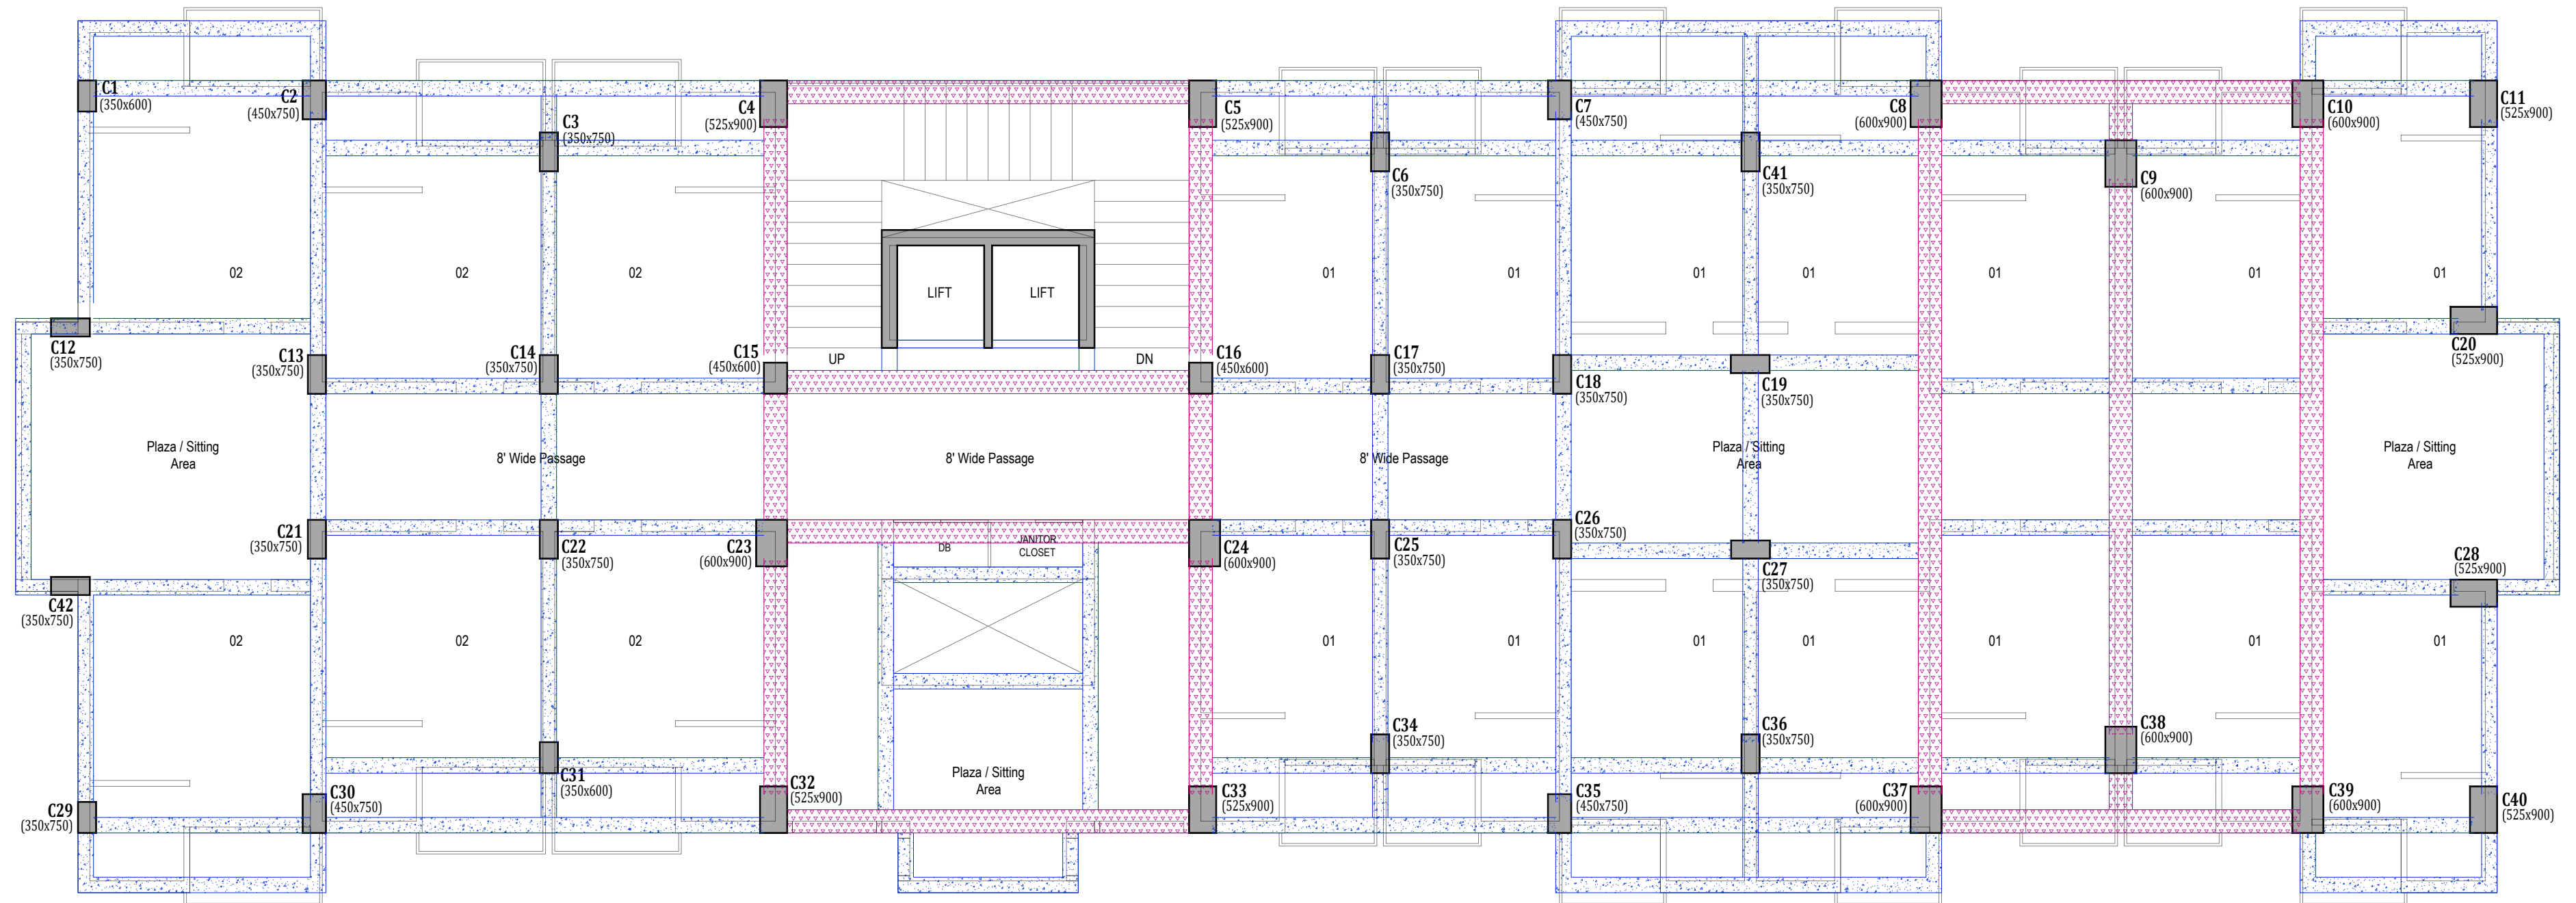 C1
(350x600)
C2
(450x750)
C3
(350x750)
C4
(525x900)
C5
(525x900)
C6
(350x750)
C7
(450x750)
C41
(350x750)
C8
(600x900)
C9
(600x900)
C10
(600x900)
C11
(525x900)
02
02
02
LIFT
LIFT
01
01
01
01
01
01
01
C12
(350x750)
C13
(350x750)
C14
(350x750)
C15
(450x600)
UP
DN
C16
(450x600)
C17
(350x750)
C18
(350x750)
C19
(350x750)
C20
(525x900)
Plaza / Sitting
Area
8' Wide Passage
8' Wide Passage
8' Wide Passage
Plaza / Sitting
Area
Plaza / Sitting
Area
C21
(350x750)
C22
(350x750)
C23
(600x900)
DB
JANITOR
CLOSET
C24
(600x900)
C25
(350x750)
C26
(350x750)
C27
(350x750)
C28
(525x900)
C42
(350x750)
02
02
02
01
01
01
01
01
01
01
C29
(350x750)
C30
(450x750)
C31
(350x600)
C32
(525x900)
Plaza / Sitting
Area
C33
(525x900)
C34
(350x750)
C35
(450x750)
C36
(350x750)
C37
(600x900)
C38
(600x900)
C39
(600x900)
C40
(525x900)